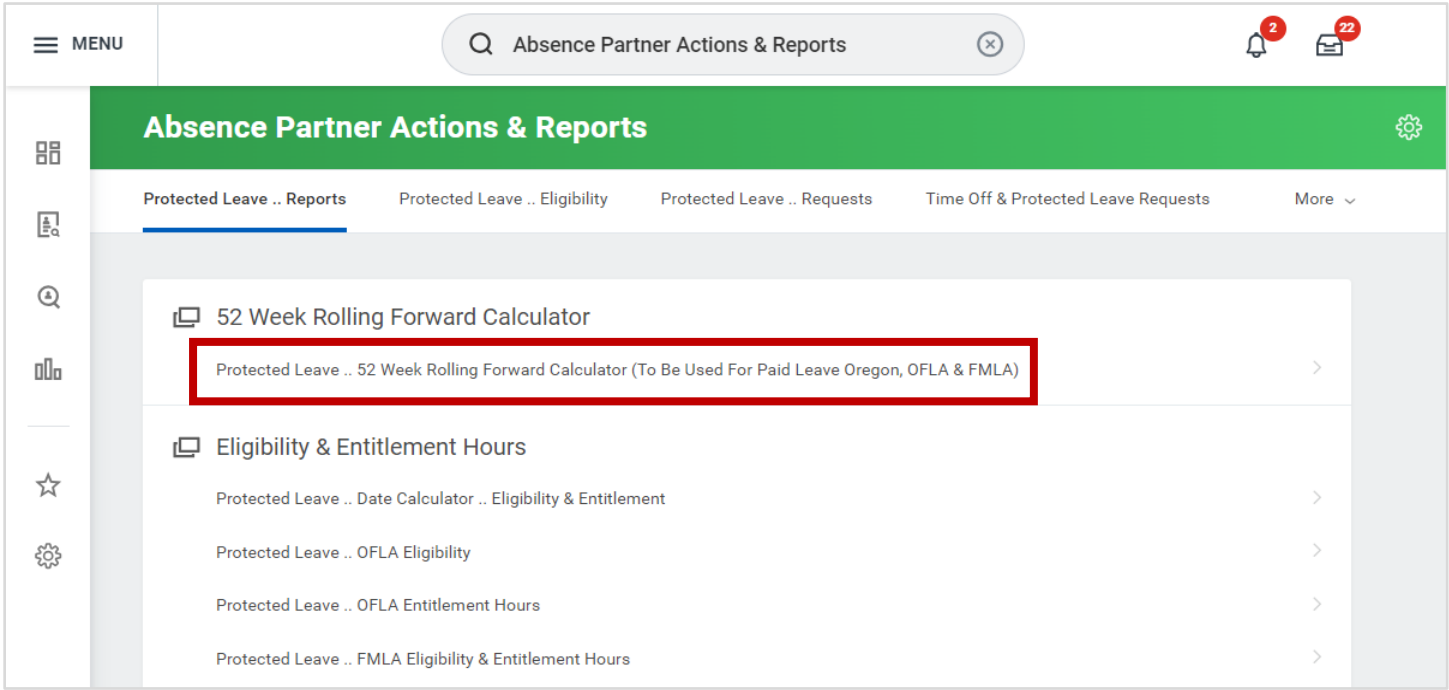 MENU
Absence Partner Actions & Reports
2
22
Absence Partner Actions & Reports
Protected Leave .. Reports
Protected Leave .. Eligibility
Protected Leave .. Requests
Time Off & Protected Leave Requests
More
52 Week Rolling Forward Calculator
Protected Leave .. 52 Week Rolling Forward Calculator (To Be Used For Paid Leave Oregon, OFLA & FMLA)
Eligibility & Entitlement Hours
Protected Leave .. Date Calculator .. Eligibility & Entitlement
Protected Leave .. OFLA Eligibility
Protected Leave .. OFLA Entitlement Hours
Protected Leave .. FMLA Eligibility & Entitlement Hours